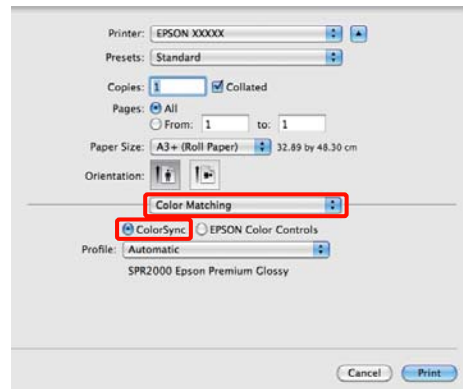 Printer: EPSON XXXXX
Presets: Standard
Copies: 1 Collated
Pages: All
From: 1 to: 1
Paper Size: A3+ (Roll Paper) 32.89 by 48.30 cm
Orientation:
Color Matching
ColorSync EPSON Color Controls
Profile: Automatic
SPR2000 Epson Premium Glossy
Cancel Print